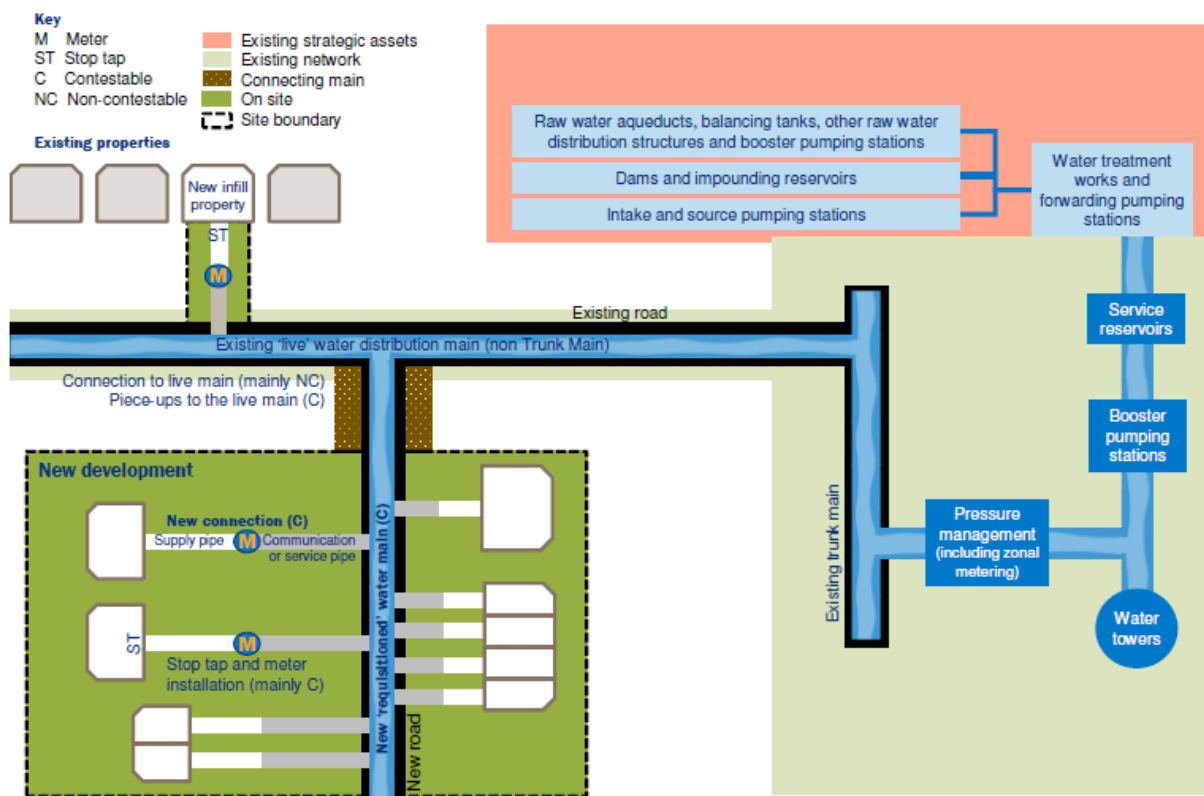 Key
M Meter
ST Stop tap
C Contestable
NC Non-contestable
Existing strategic assets
Existing network
Connecting main
On site
Site boundary
Existing properties
New infill
property
ST
M
Raw water aqueducts, balancing tanks, other raw water
distribution structures and booster pumping stations
Dams and impounding reservoirs
Intake and source pumping stations
Water treatment
works and
forwarding pumping
stations
Existing road
Existing 'live' water distribution main (non Trunk Main)
Service
reservoirs
Connection to live main (mainly NC)
Piece-ups to the live main (C)
Booster
pumping
stations
New development
New connection (C)
Supply pipe
M
Communication
or service pipe
ST
M
Stop tap and meter
installation (mainly C)
New 'requisitioned' water main (C)
New road
Existing trunk main
Pressure
management
(including zonal
metering)
Water
towers